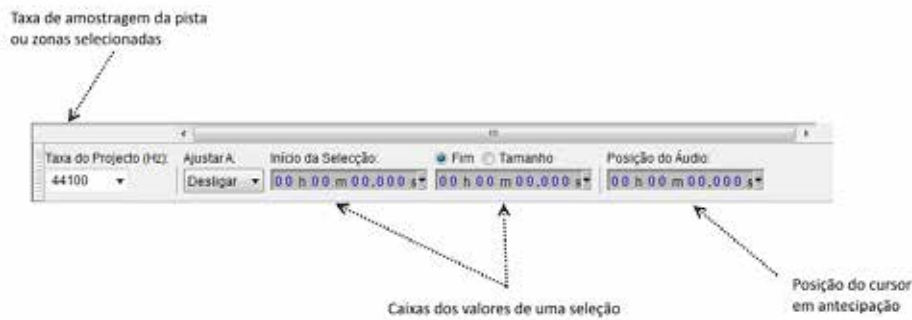 Taxa de amostragem da pista
ou zonas selecionadas
Taxa do Projecto (Hz):
Ajustar A:
Início da Selecção:
Fim
Tamanho
Posição do Áudio:
44100
Desligar
00 h 00 m 00.000 s
00 h 00 m 00.000 s
00 h 00 m 00.000 s
Caixas dos valores de uma seleção
Posição do cursor
em antecipação